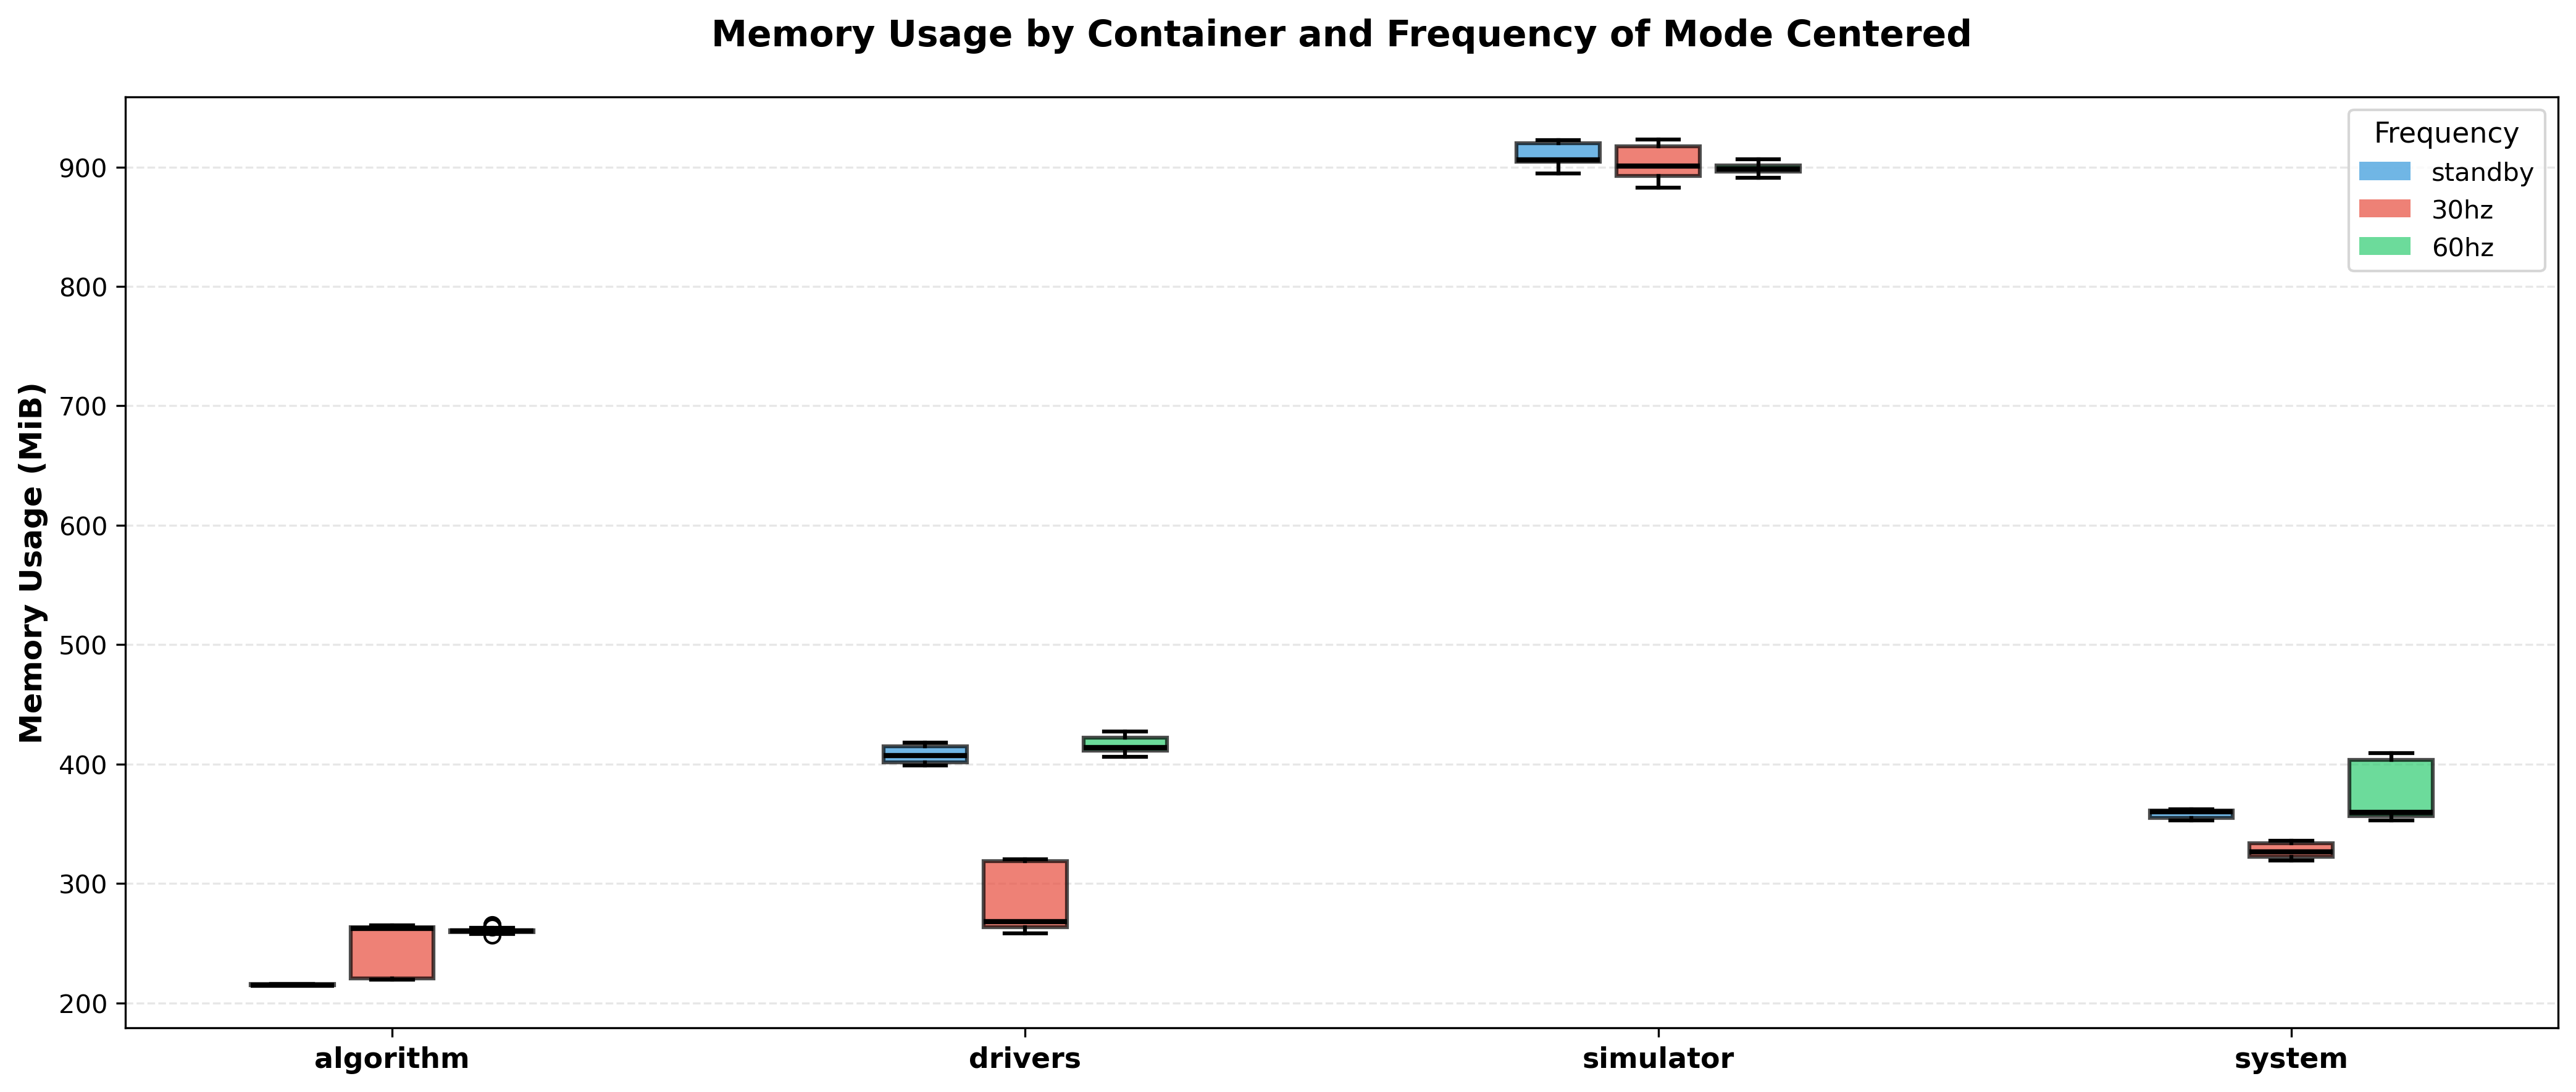 Memory Usage by Container and Frequency of Mode Centered
Memory Usage (MiB)
900
800
700
600
500
400
300
200
algorithm
drivers
simulator
system
Frequency
standby
30hz
60hz